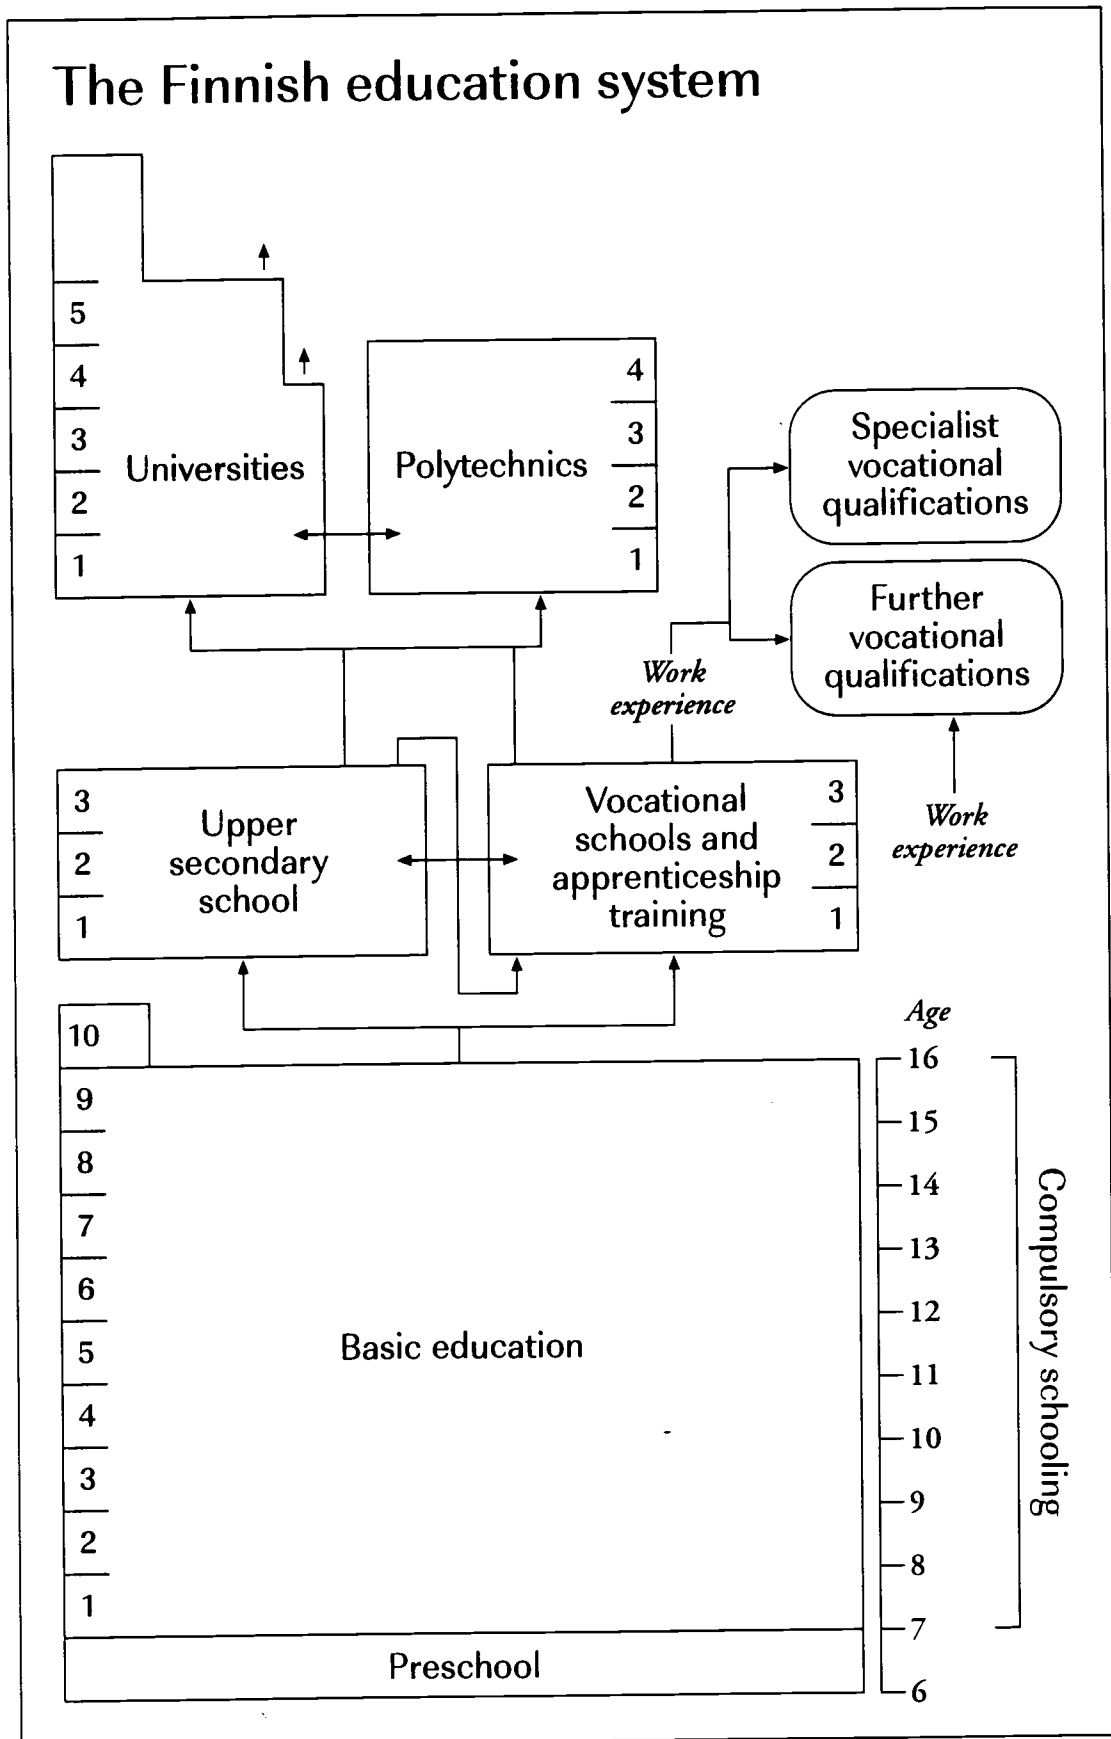 The Finnish education system
5
4
3
2
1
Universities
Polytechnics
4
3
2
1
Specialist
vocational
qualifications
Further
vocational
qualifications
Work
experience
Work
experience
3
2
1
Upper
secondary
school
Vocational
schools and
apprenticeship
training
3
2
1
10
9
8
7
6
5
4
3
2
1
Basic education
Preschool
Age
16
15
14
13
12
11
10
9
8
7
6
Compulsory schooling